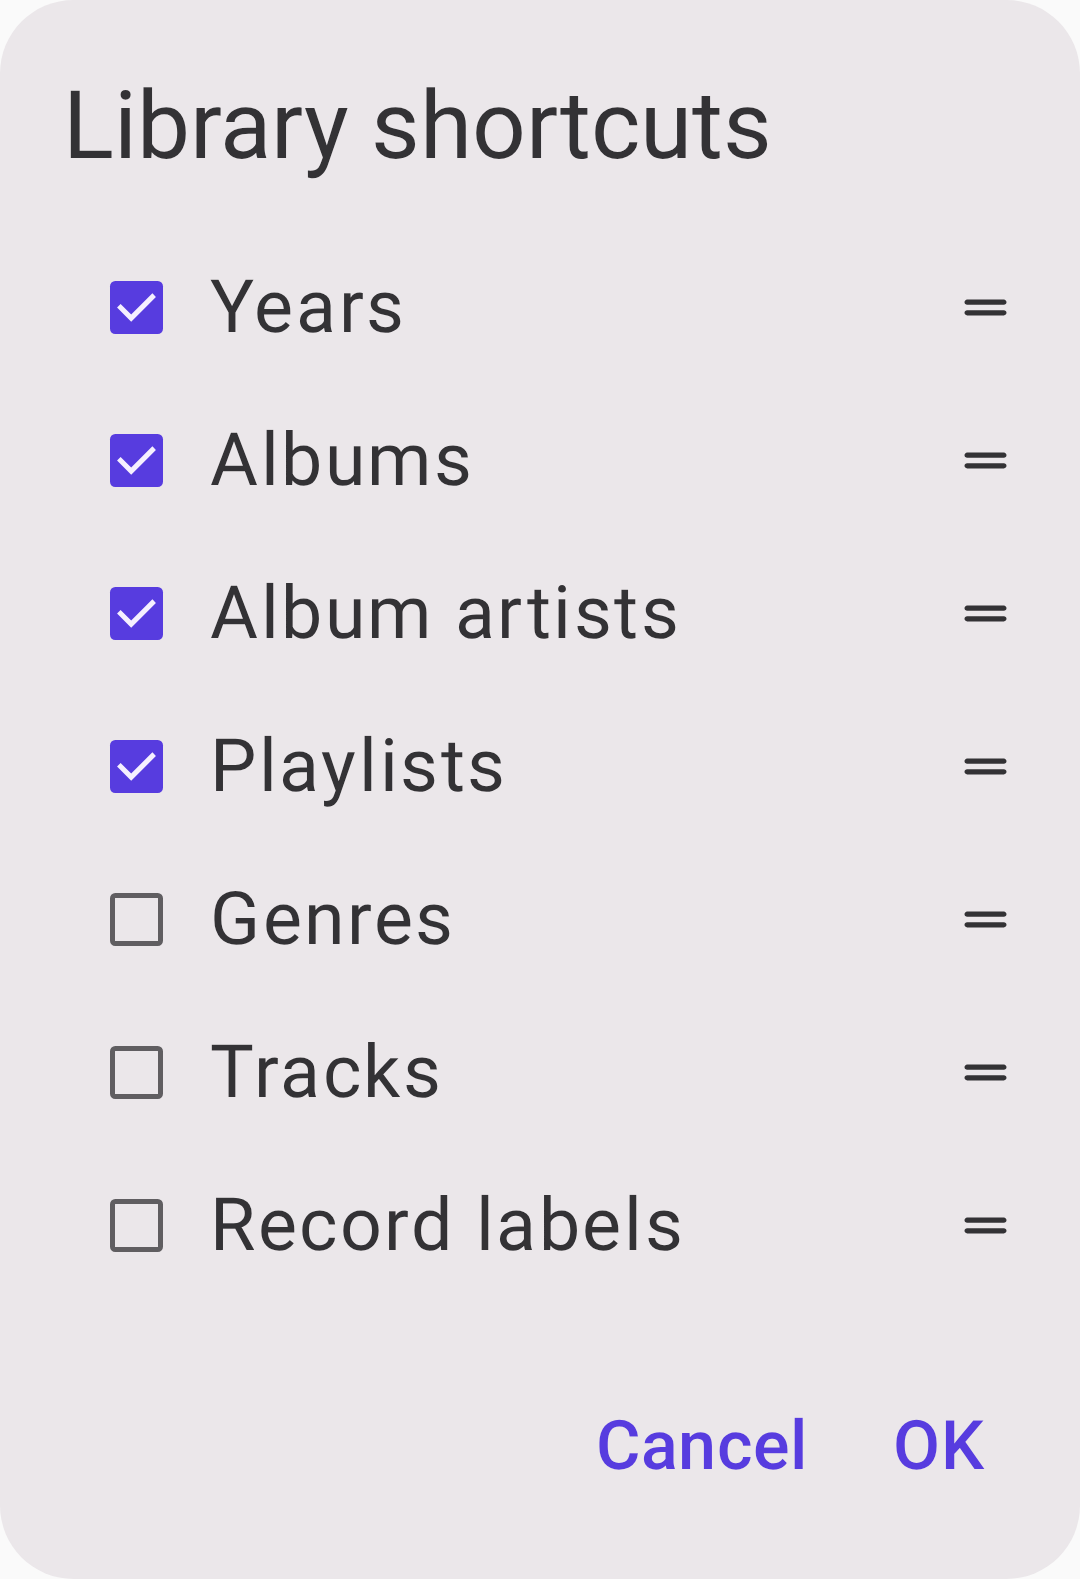 Library shortcuts
Years
Albums
Album artists
Playlists
Genres
Tracks
Record labels
Cancel OK